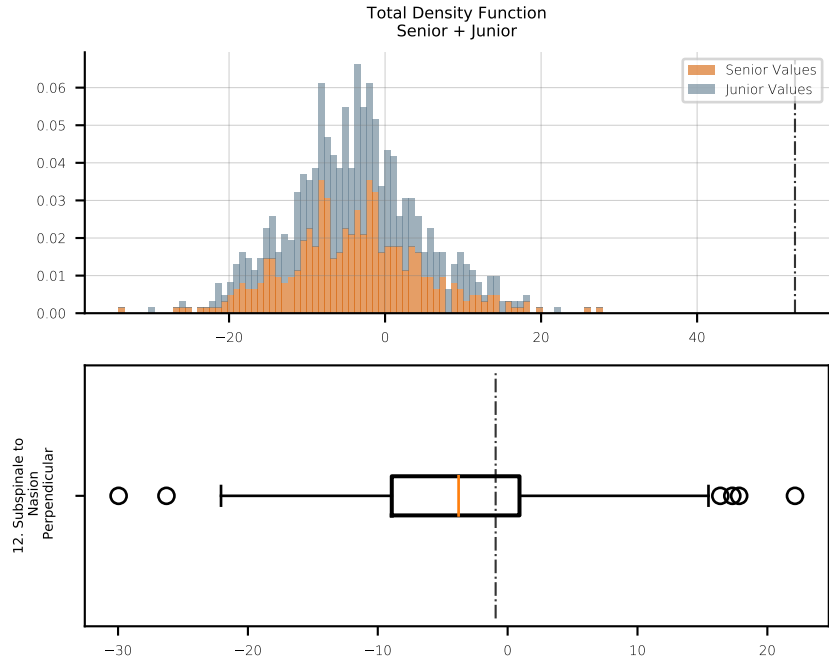 Total Density Function
Senior + Junior
Senior Values
Junior Values
0.06
0.05
0.04
0.03
0.02
0.01
0.00
−20 0 20 40
12. Subspinale to
Nasion
Perpendicular
−30 −20 −10 0 10 20